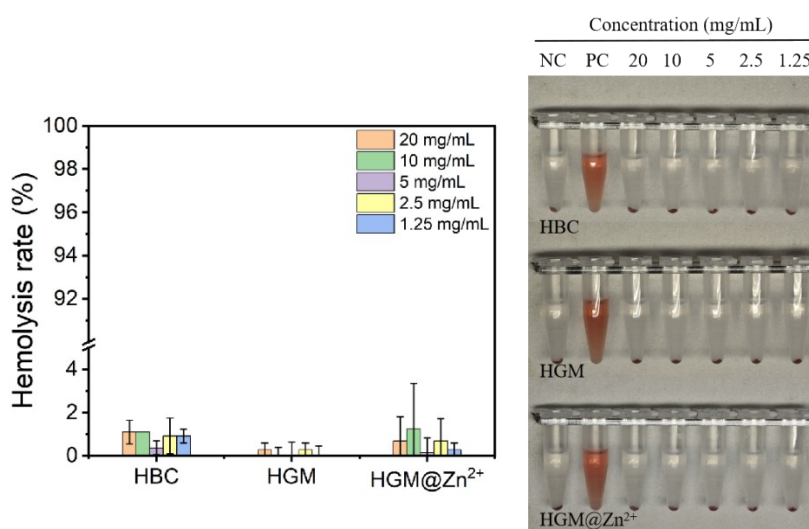 Hemolysis rate (%)
100
98
96
94
92
4
2
0
20 mg/mL
10 mg/mL
5 mg/mL
2.5 mg/mL
1.25 mg/mL
HBC
HGM
HGM@Zn²⁺
Concentration (mg/mL)
NC PC 20 10 5 2.5 1.25
HBC
HGM
HGM@Zn²⁺